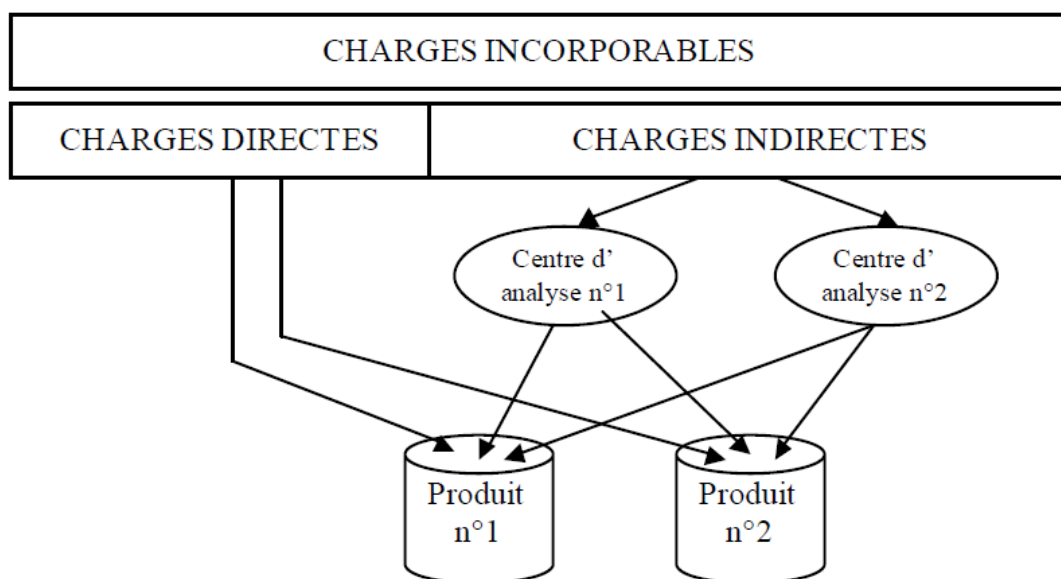 CHARGES INCORPORABLES
CHARGES DIRECTES
CHARGES INDIRECTES
Centre d’
analyse n°1
Centre d’
analyse n°2
Produit
n°1
Produit
n°2